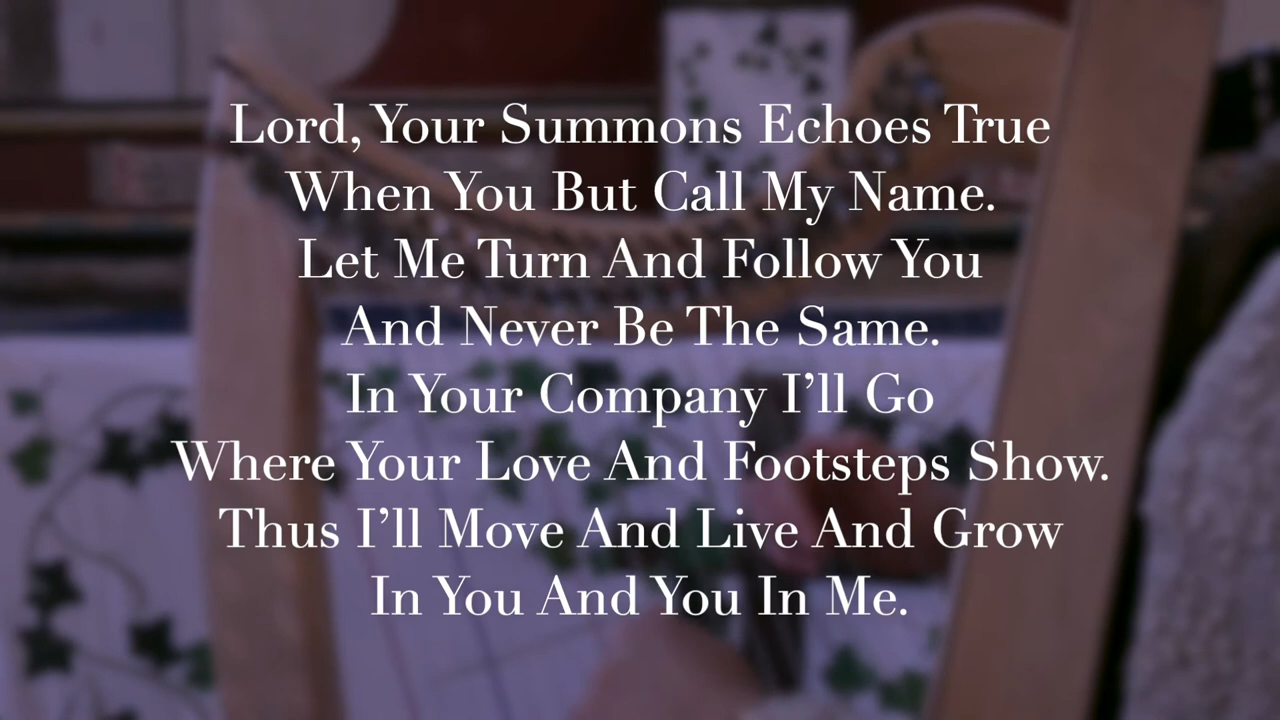 Lord, Your Summons Echoes True
When You But Call My Name.
Let Me Turn And Follow You
And Never Be The Same.
In Your Company I’ll Go
Where Your Love And Footsteps Show.
Thus I’ll Move And Live And Grow
In You And You In Me.